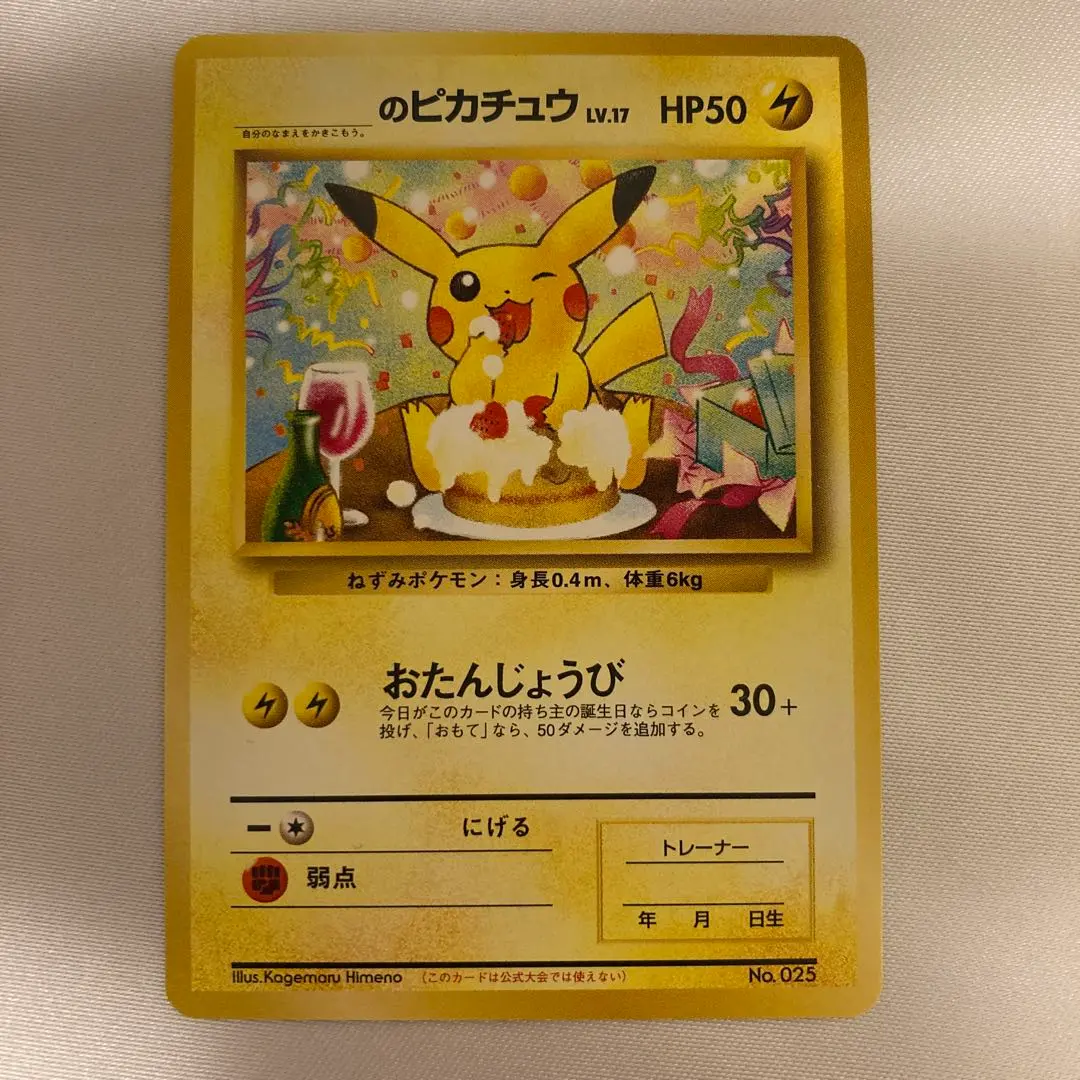 のピカチュウ LV.17 HP50
自分のなまえをかきこもう。
ねずみポケモン：身長0.4m、体重6kg
おたんじょうび 30+
今日がこのカードの持ち主の誕生日ならコインを
投げ、「おもて」なら、50ダメージを追加する。
ー にげる
弱点
トレーナー
年 月 日生
Illus.Kagemaru Himeno （このカードは公式大会では使えない） No. 025